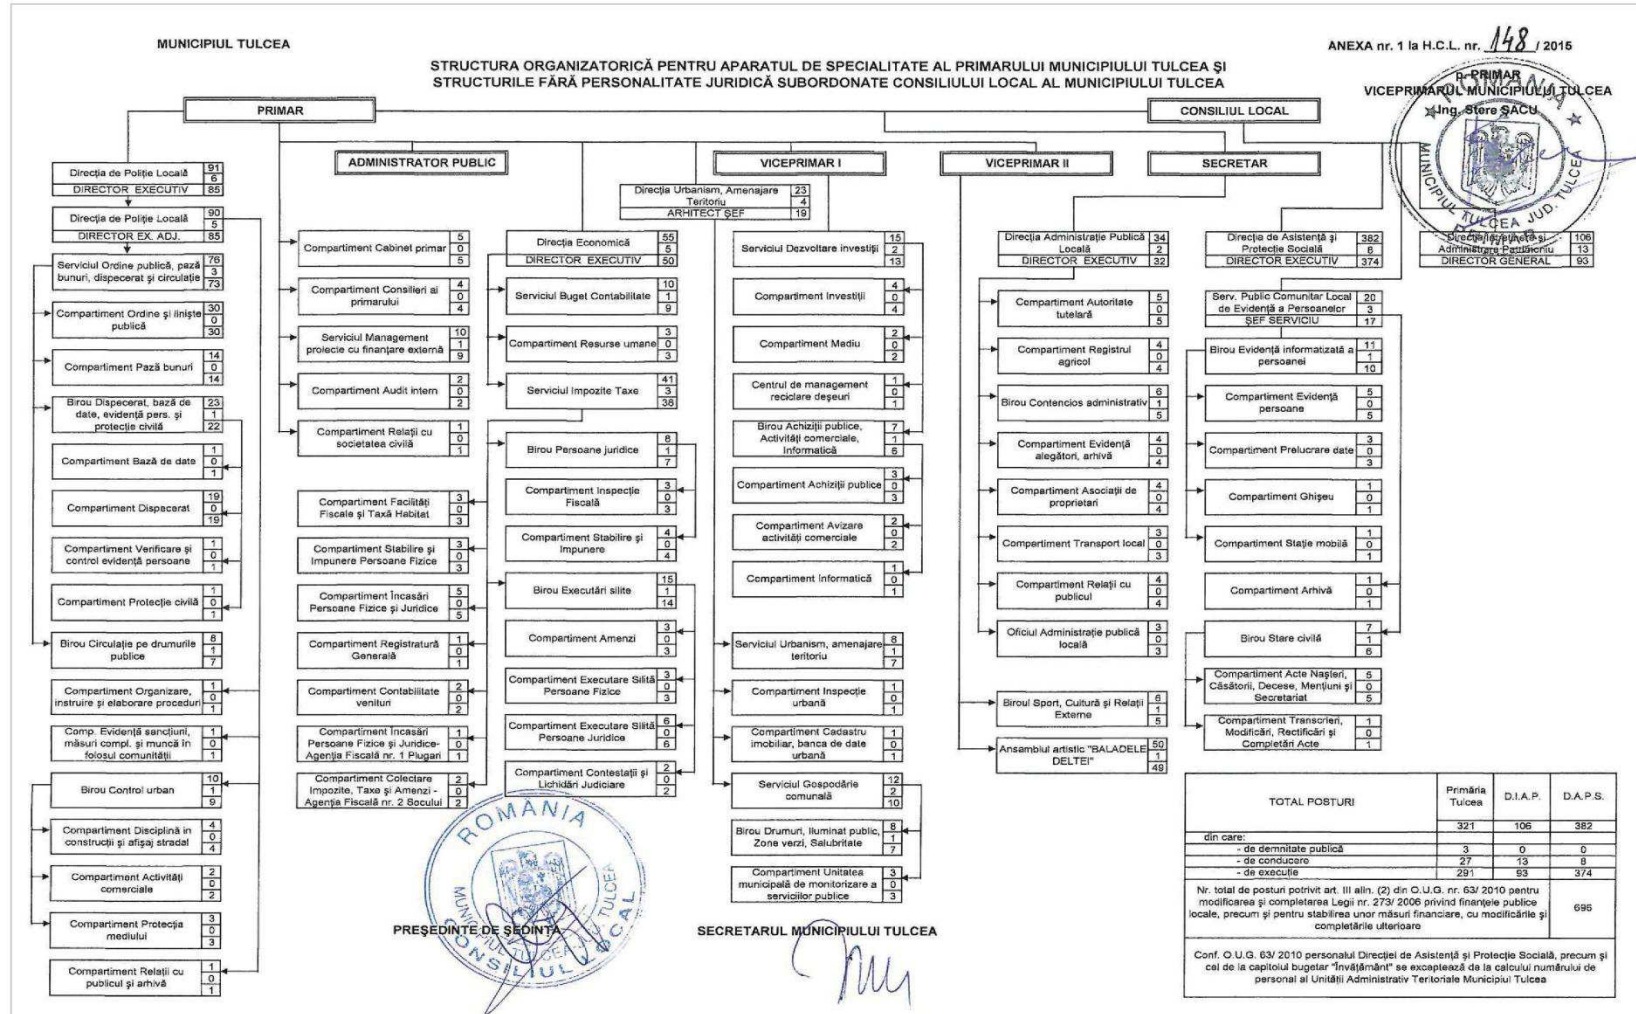 MUNICIPIUL TULCEA
ANEXA nr. 1 la H.C.L. nr. 148 / 2015
STRUCTURA ORGANIZATORICĂ PENTRU APARATUL DE SPECIALITATE AL PRIMARULUI MUNICIPIULUI TULCEA ŞI
STRUCTURILE FĂRĂ PERSONALITATE JURIDICĂ SUBORDONATE CONSILIULUI LOCAL AL MUNICIPIULUI TULCEA
p. PRIMAR
VICEPRIMARUL MUNICIPIULUI TULCEA
Ing. Stere ŞACU
ROMÂNIA
MUNICIPIUL TULCEA JUD. TULCEA
PRIMAR
CONSILIUL LOCAL
ADMINISTRATOR PUBLIC
VICEPRIMAR I
VICEPRIMAR II
SECRETAR
Direcţia de Poliţie Locală
91
6
DIRECTOR EXECUTIV 85
Direcţia de Poliţie Locală
90
5
DIRECTOR EX. ADJ. 85
Serviciul Ordine publică, pază
bunuri, dispecerat şi circulaţie
76
3
73
Compartiment Ordine şi linişte
publică
30
0
30
Compartiment Pază bunuri
14
0
14
Birou Dispecerat, bază de
date, evidenţă pers. şi
protecţie civilă
23
1
22
Compartiment Bază de date
1
0
1
Compartiment Dispecerat
19
0
19
Compartiment Verificare şi
control evidenţă persoane
1
0
1
Compartiment Protecţie civilă
1
0
1
Birou Circulaţie pe drumurile
publice
8
1
7
Compartiment Organizare,
instruire şi elaborare proceduri
1
0
1
Comp. Evidenţă sancţiuni,
măsuri compl. şi muncă în
folosul comunităţii
1
0
1
Birou Control urban
10
1
9
Compartiment Disciplină in
construcţii şi afişaj stradal
4
0
4
Compartiment Activităţi
comerciale
2
0
2
Compartiment Protecţia
mediului
3
0
3
Compartiment Relaţii cu
publicul şi arhivă
1
0
1
Compartiment Cabinet primar
5
0
5
Compartiment Consilieri ai
primarului
4
0
4
Serviciul Management
proiecte cu finanţare externă
10
1
9
Compartiment Audit intern
2
0
2
Compartiment Relaţii cu
societatea civilă
1
0
1
Compartiment Facilităţi
Fiscale şi Taxă Habitat
3
0
3
Compartiment Stabilire şi
Impunere Persoane Fizice
3
0
3
Compartiment Încasări
Persoane Fizice şi Juridice
5
0
5
Compartiment Registratură
Generală
1
0
1
Compartiment Contabilitate
venituri
2
0
2
Compartiment Încasări
Persoane Fizice şi Juridice-
Agenţia Fiscală nr. 1 Plugari
1
0
1
Compartiment Colectare
Impozite, Taxe şi Amenzi -
Agenţia Fiscală nr. 2 Socului
2
0
2
Direcţia Economică
55
5
DIRECTOR EXECUTIV 50
Serviciul Buget Contabilitate
10
1
9
Compartiment Resurse umane
3
0
3
Serviciul Impozite Taxe
41
3
38
Birou Persoane juridice
8
1
7
Compartiment Inspecţie
Fiscală
3
0
3
Compartiment Stabilire şi
Impunere
4
0
4
Birou Executări silite
15
1
14
Compartiment Amenzi
3
0
3
Compartiment Executare Silită
Persoane Fizice
3
0
3
Compartiment Executare Silită
Persoane Juridice
6
0
6
Compartiment Contestaţii şi
Lichidări Judiciare
2
0
2
Direcţia Urbanism, Amenajare
Teritoriu
23
4
ARHITECT ŞEF 19
Serviciul Dezvoltare investiţii
15
2
13
Compartiment Investiţii
4
0
4
Compartiment Mediu
2
0
2
Centrul de management
reciclare deşeuri
1
0
1
Birou Achiziţii publice,
Activităţi comerciale,
Informatică
7
1
6
Compartiment Achiziţii publice
3
0
3
Compartiment Avizare
activităţi comerciale
2
0
2
Compartiment Informatică
1
0
1
Serviciul Urbanism, amenajare
teritoriu
8
1
7
Compartiment Inspecţie
urbană
1
0
1
Compartiment Cadastru
imobiliar, banca de date
urbană
1
0
1
Serviciul Gospodărie
comunală
12
2
10
Birou Drumuri, Iluminat public,
Zone verzi, Salubritate
8
1
7
Compartiment Unitatea
municipală de monitorizare a
serviciilor publice
3
0
3
Direcţia Administraţie Publică
Locală
34
2
DIRECTOR EXECUTIV 32
Compartiment Autoritate
tutelară
5
0
5
Compartiment Registrul
agricol
4
0
4
Birou Contencios administrativ
6
1
5
Compartiment Evidenţă
alegători, arhivă
4
0
4
Compartiment Asociaţii de
proprietari
4
0
4
Compartiment Transport local
3
0
3
Compartiment Relaţii cu
publicul
4
0
4
Oficiul Administraţie publică
locală
3
0
3
Biroul Sport, Cultură şi Relaţii
Externe
6
1
5
Ansamblul artistic "BALADELE
DELTEI"
50
1
49
Direcţia de Asistenţă şi
Protecţie Socială
382
8
DIRECTOR EXECUTIV 374
Serv. Public Comunitar Local
de Evidenţă a Persoanelor
20
3
ŞEF SERVICIU 17
Birou Evidenţă informatizată a
persoanei
11
1
10
Compartiment Evidenţă
persoane
5
0
5
Compartiment Prelucrare date
3
0
3
Compartiment Ghişeu
1
0
1
Compartiment Staţie mobilă
1
0
1
Compartiment Arhivă
1
0
1
Birou Stare civilă
7
1
6
Compartiment Acte Naşteri,
Căsătorii, Decese, Menţiuni şi
Secretariat
5
0
5
Compartiment Transcrieri,
Modificări, Rectificări şi
Completări Acte
1
0
1
Direcţia şi
Administrare Patrimoniu
106
13
DIRECTOR GENERAL 93
TOTAL POSTURI
Primăria Tulcea
D.I.A.P.
D.A.P.S.
321 106 382
din care:
- de demnitate publică 3 0 0
- de conducere 27 13 8
- de execuţie 291 93 374
Nr. total de posturi potrivit art. III alin. (2) din O.U.G. nr. 63/ 2010 pentru
modificarea şi completarea Legii nr. 273/ 2006 privind finanţele publice
locale, precum şi pentru stabilirea unor măsuri financiare, cu modificările şi
completările ulterioare
696
Conf. O.U.G. 63/ 2010 personalul Direcţiei de Asistenţă şi Protecţie Socială, precum şi
cel de la capitolul bugetar "Învăţământ" se exceptează de la calculul numărului de
personal al Unităţii Administrativ Teritoriale Municipiul Tulcea
PREŞEDINTE DE ŞEDINŢĂ
SECRETARUL MUNICIPIULUI TULCEA
ROMÂNIA
MUNICIPIUL TULCEA JUD. TULCEA
CONSILIUL LOCAL